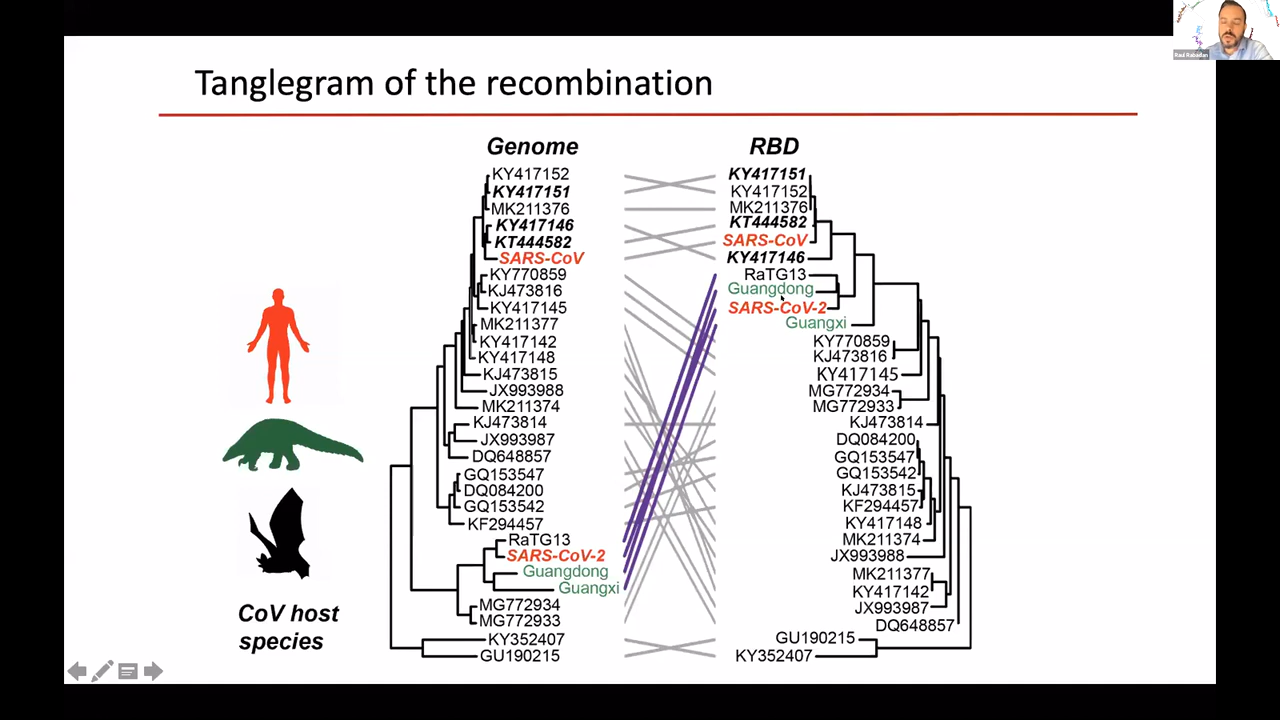 Raul Rabadan
Tanglegram of the recombination
Genome
KY417152
KY417151
MK211376
KY417146
KT444582
SARS-CoV
KY770859
KJ473816
KY417145
MK211377
KY417142
KY417148
KJ473815
JX993988
MK211374
KJ473814
JX993987
DQ648857
GQ153547
DQ084200
GQ153542
KF294457
RaTG13
SARS-CoV-2
Guangdong
Guangxi
MG772934
MG772933
KY352407
GU190215
RBD
KY417151
KY417152
MK211376
KT444582
SARS-CoV
KY417146
RaTG13
Guangdong
SARS-CoV-2
Guangxi
KY770859
KJ473816
KY417145
MG772934
MG772933
KJ473814
DQ084200
GQ153547
GQ153542
KJ473815
KF294457
KY417148
MK211374
JX993988
MK211377
KY417142
JX993987
DQ648857
GU190215
KY352407
CoV host
species